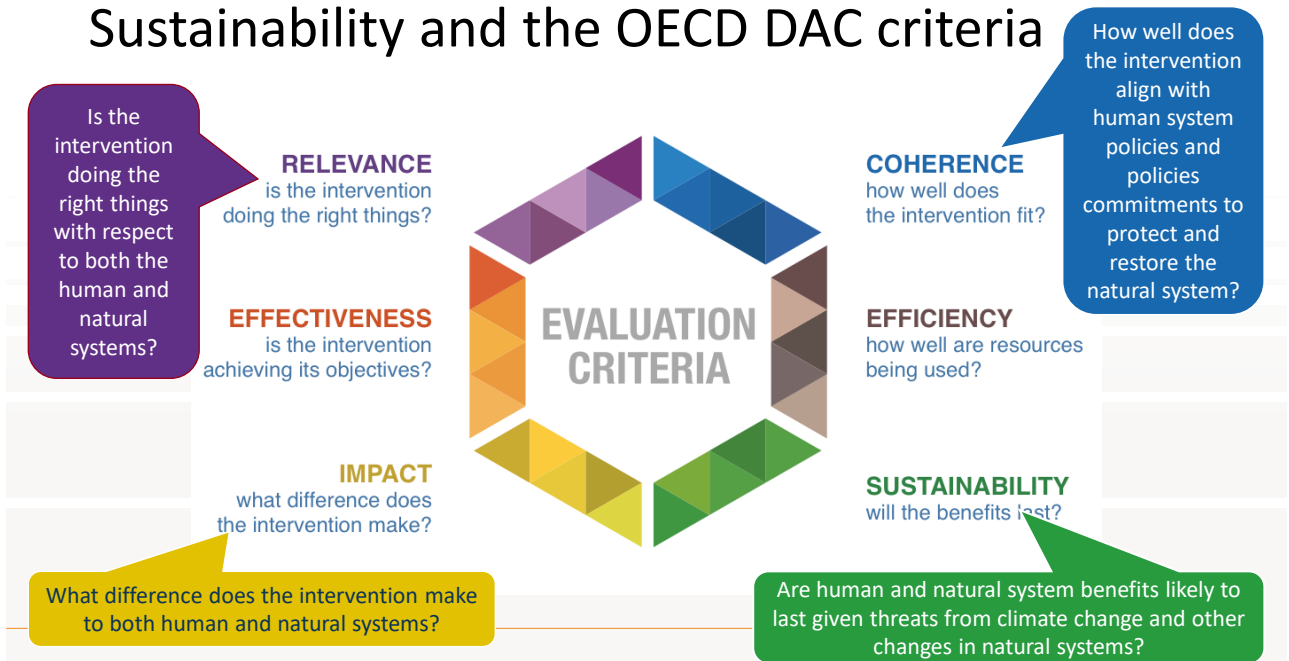 Sustainability and the OECD DAC criteria
Is the
intervention
doing the
right things
with respect
to both the
human and
natural
systems?
RELEVANCE
is the intervention
doing the right things?
EFFECTIVENESS
is the intervention
achieving its objectives?
IMPACT
what difference does
the intervention make?
What difference does the intervention make
to both human and natural systems?
EVALUATION
CRITERIA
How well does
the intervention
align with
human system
policies and
policies
commitments to
protect and
restore the
natural system?
COHERENCE
how well does
the intervention fit?
EFFICIENCY
how well are resources
being used?
SUSTAINABILITY
will the benefits last?
Are human and natural system benefits likely to
last given threats from climate change and other
changes in natural systems?